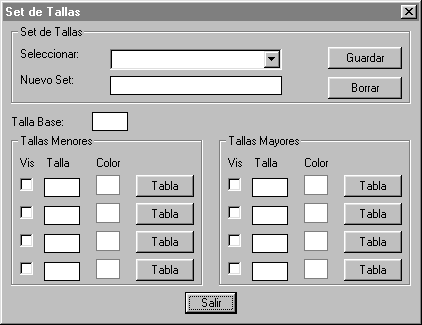 Set de Tallas
Set de Tallas
Seleccionar:
Guardar
Nuevo Set:
Borrar
Talla Base:
Tallas Menores
Tallas Mayores
Vis Talla Color
Vis Talla Color
Tabla
Tabla
Tabla
Tabla
Tabla
Tabla
Tabla
Tabla
Salir